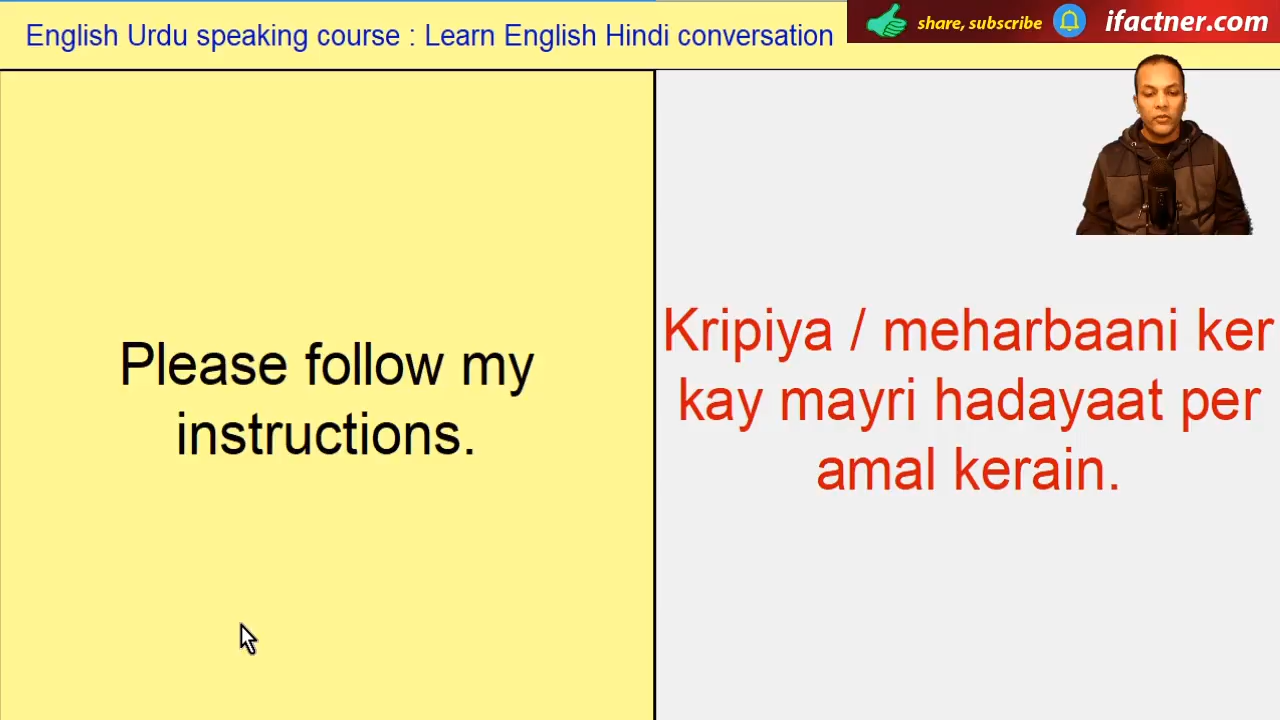 English Urdu speaking course : Learn English Hindi conversation
share, subscribe
ifactner.com
Please follow my
instructions.
Kripiya / meharbaani ker
kay mayri hadayaat per
amal kerain.